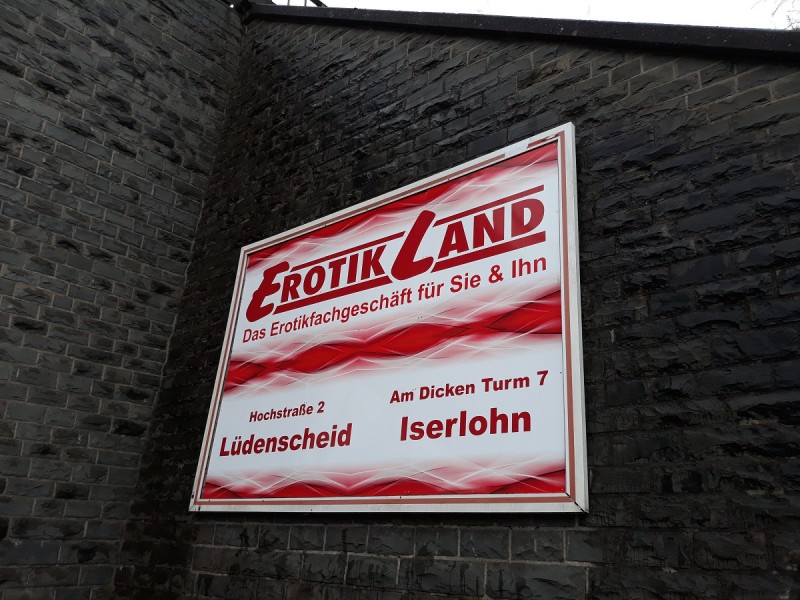 EROTIK LAND
Das Erotikfachgeschäft für Sie & Ihn
Hochstraße 2
Lüdenscheid
Am Dicken Turm 7
Iserlohn